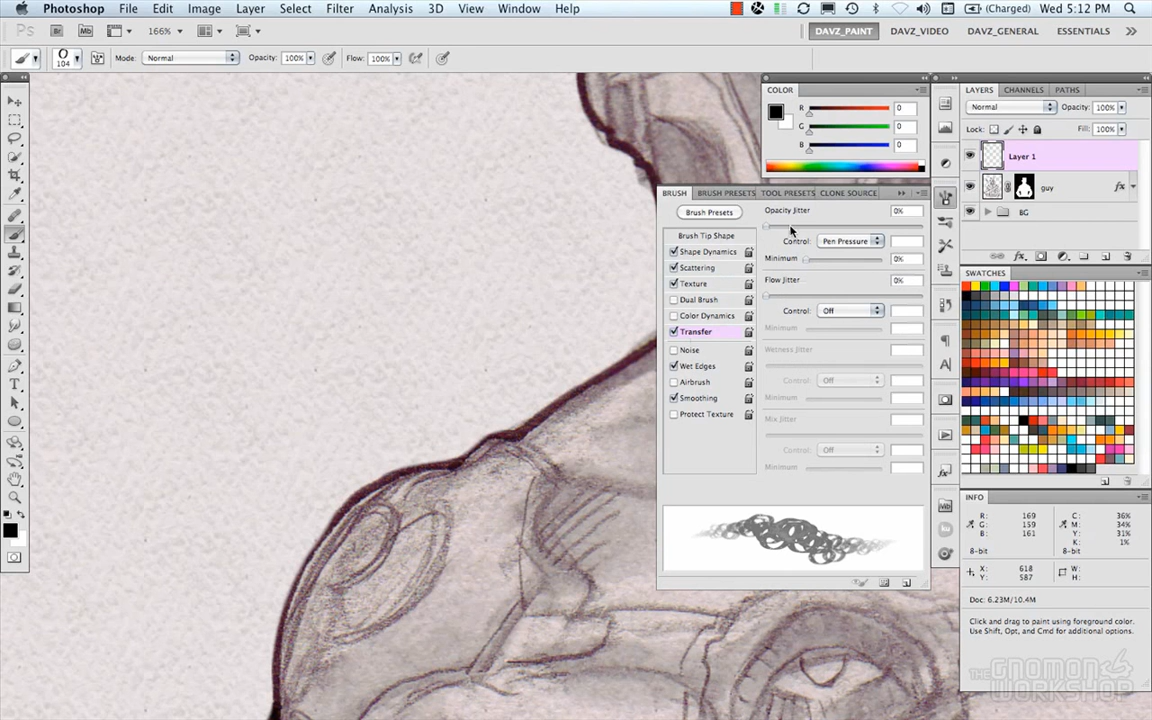 Photoshop File Edit Image Layer Select Filter Analysis 3D View Window Help (Charged) Wed 5:12 PM
Ps Br Mb 166% DAVZ_PAINT DAVZ_VIDEO DAVZ_GENERAL ESSENTIALS
104 Mode: Normal Opacity: 100% Flow: 100%
COLOR
R 0
G 0
B 0
LAYERS CHANNELS PATHS
Normal Opacity: 100%
Lock: Fill: 100%
Layer 1
guy fx
BG
BRUSH BRUSH PRESETS TOOL PRESETS CLONE SOURCE
Brush Presets
Brush Tip Shape
Shape Dynamics
Scattering
Texture
Dual Brush
Color Dynamics
Transfer
Noise
Wet Edges
Airbrush
Smoothing
Protect Texture
Opacity Jitter 0%
Control: Pen Pressure
Minimum 0%
Flow Jitter 0%
Control: Off
Minimum
Wetness Jitter
Control: Off
Minimum
Mix Jitter
Control: Off
Minimum
SWATCHES
INFO
R: 169 C: 36%
G: 159 M: 34%
B: 161 Y: 31%
K: 1%
8-bit 8-bit
X: 618 W:
Y: 587 H:
Doc: 6.23M/10.4M
Click and drag to paint using foreground color.
Use Shift, Opt, and Cmd for additional options.
THE GNOMON
WORKSHOP